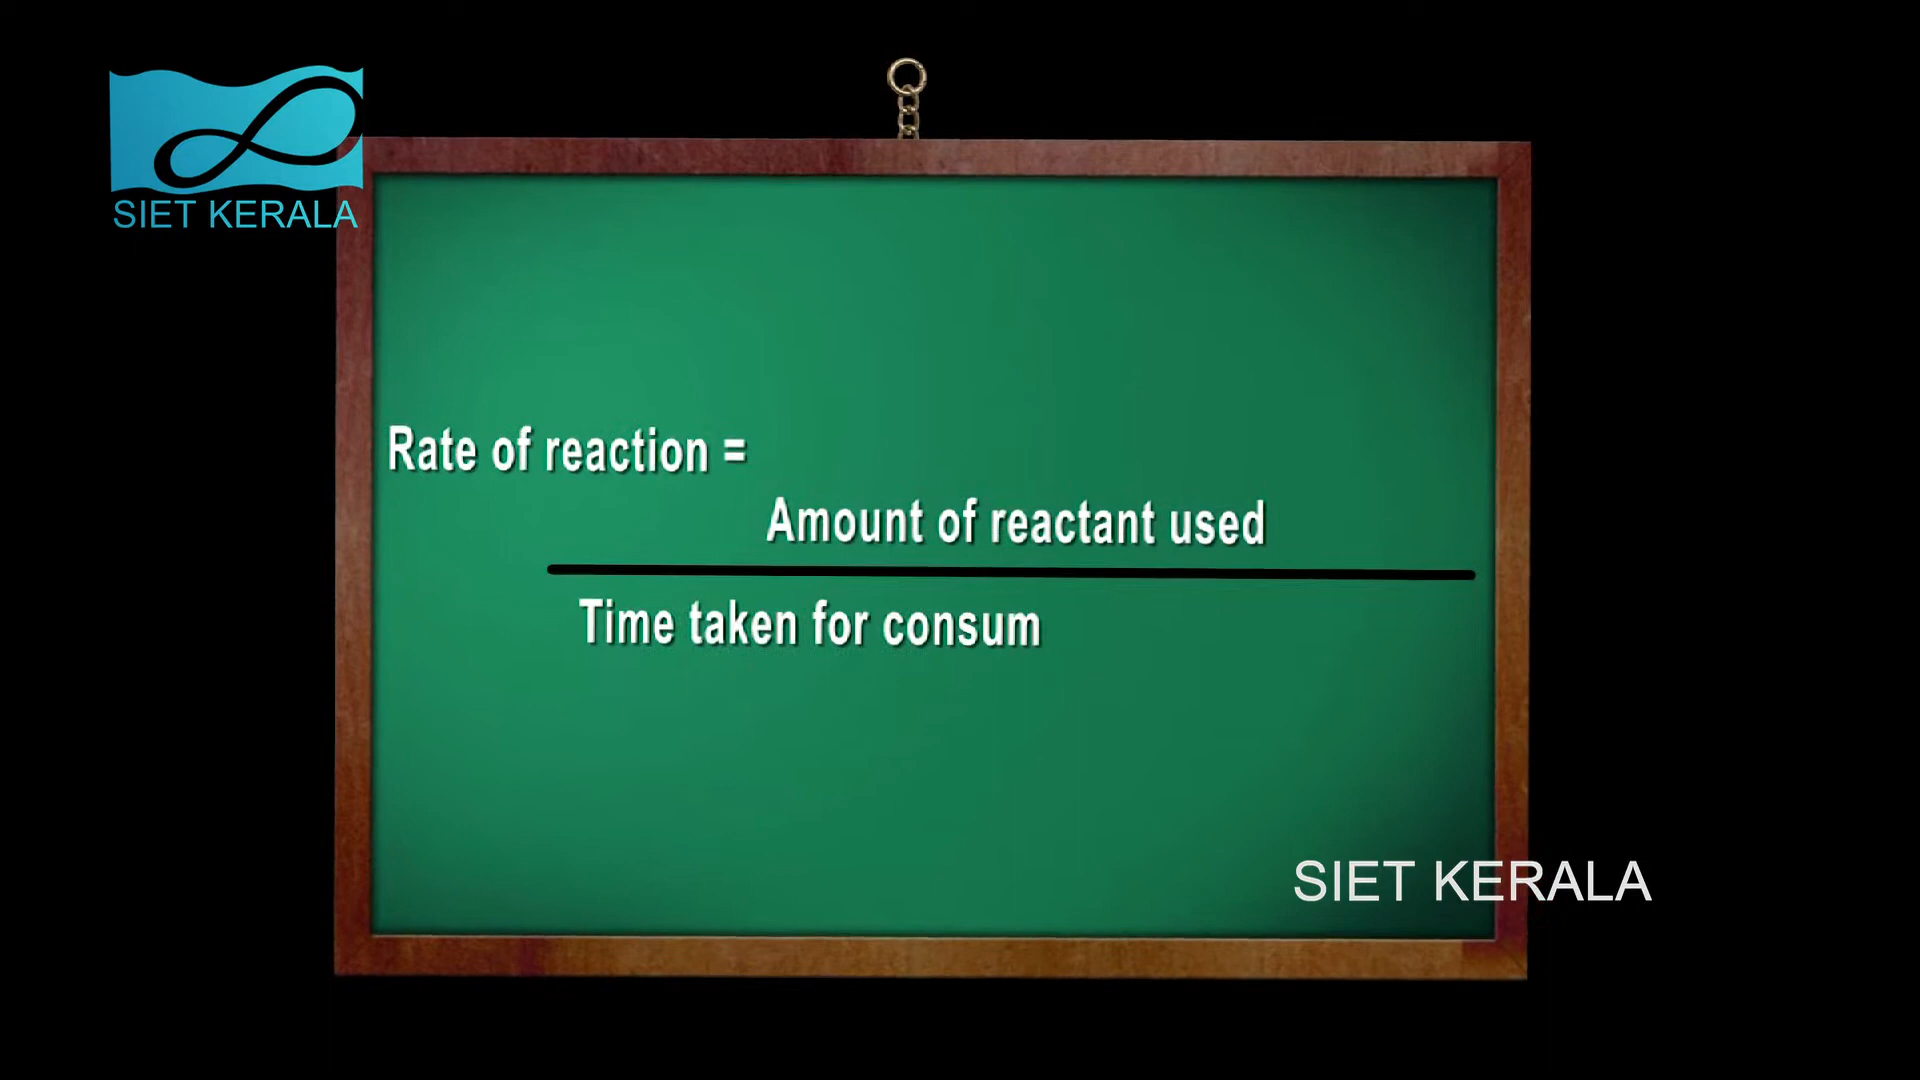 SIET KERALA
Rate of reaction =
Amount of reactant used
Time taken for consum
SIET KERALA